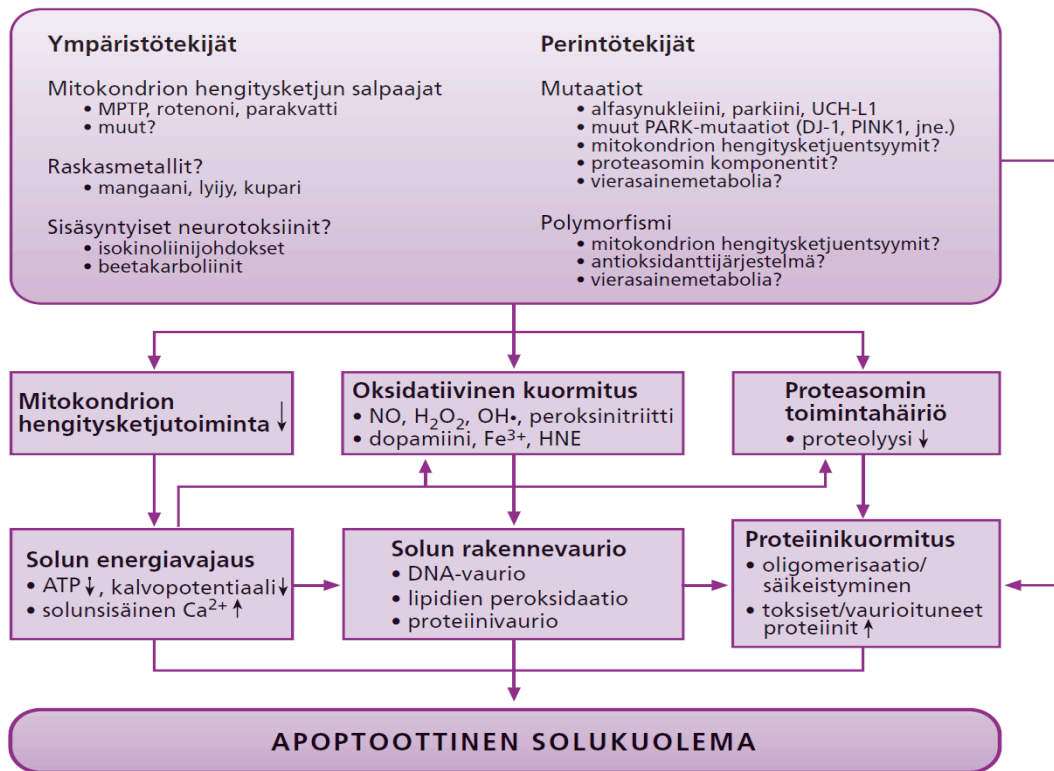 Ympäristötekijät
Mitokondrion hengitysketjun salpaajat
• MPTP, rotenoni, parakvatti
• muut?
Raskasmetallit?
• mangaani, lyijy, kupari
Sisäsyntyiset neurotoksiinit?
• isokinoliinijohdokset
• beetakarboliinit
Perintötekijät
Mutaatiot
• alfasynukleiini, parkiini, UCH-L1
• muut PARK-mutaatiot (DJ-1, PINK1, jne.)
• mitokondrion hengitysketjuentsyymit?
• proteasomin komponentit?
• vierasainemetabolia?
Polymorfismi
• mitokondrion hengitysketjuentsyymit?
• antioksidanttijärjestelmä?
• vierasainemetabolia?
Mitokondrion
hengitysketjutoiminta ↓
Oksidatiivinen kuormitus
• NO, H₂O₂, OH•, peroksinitriitti
• dopamiini, Fe³⁺, HNE
Proteasomin
toimintahäiriö
• proteolyysi ↓
Solun energiavajaus
• ATP ↓, kalvopotentiaali ↓
• solunsisäinen Ca²⁺ ↑
Solun rakennevaurio
• DNA-vaurio
• lipidien peroksidaatio
• proteiinivaurio
Proteiinikuormitus
• oligomerisaatio/
säikeistyminen
• toksiset/vaurioituneet
proteiinit ↑
APOPTOOTTINEN SOLUKUOLEMA